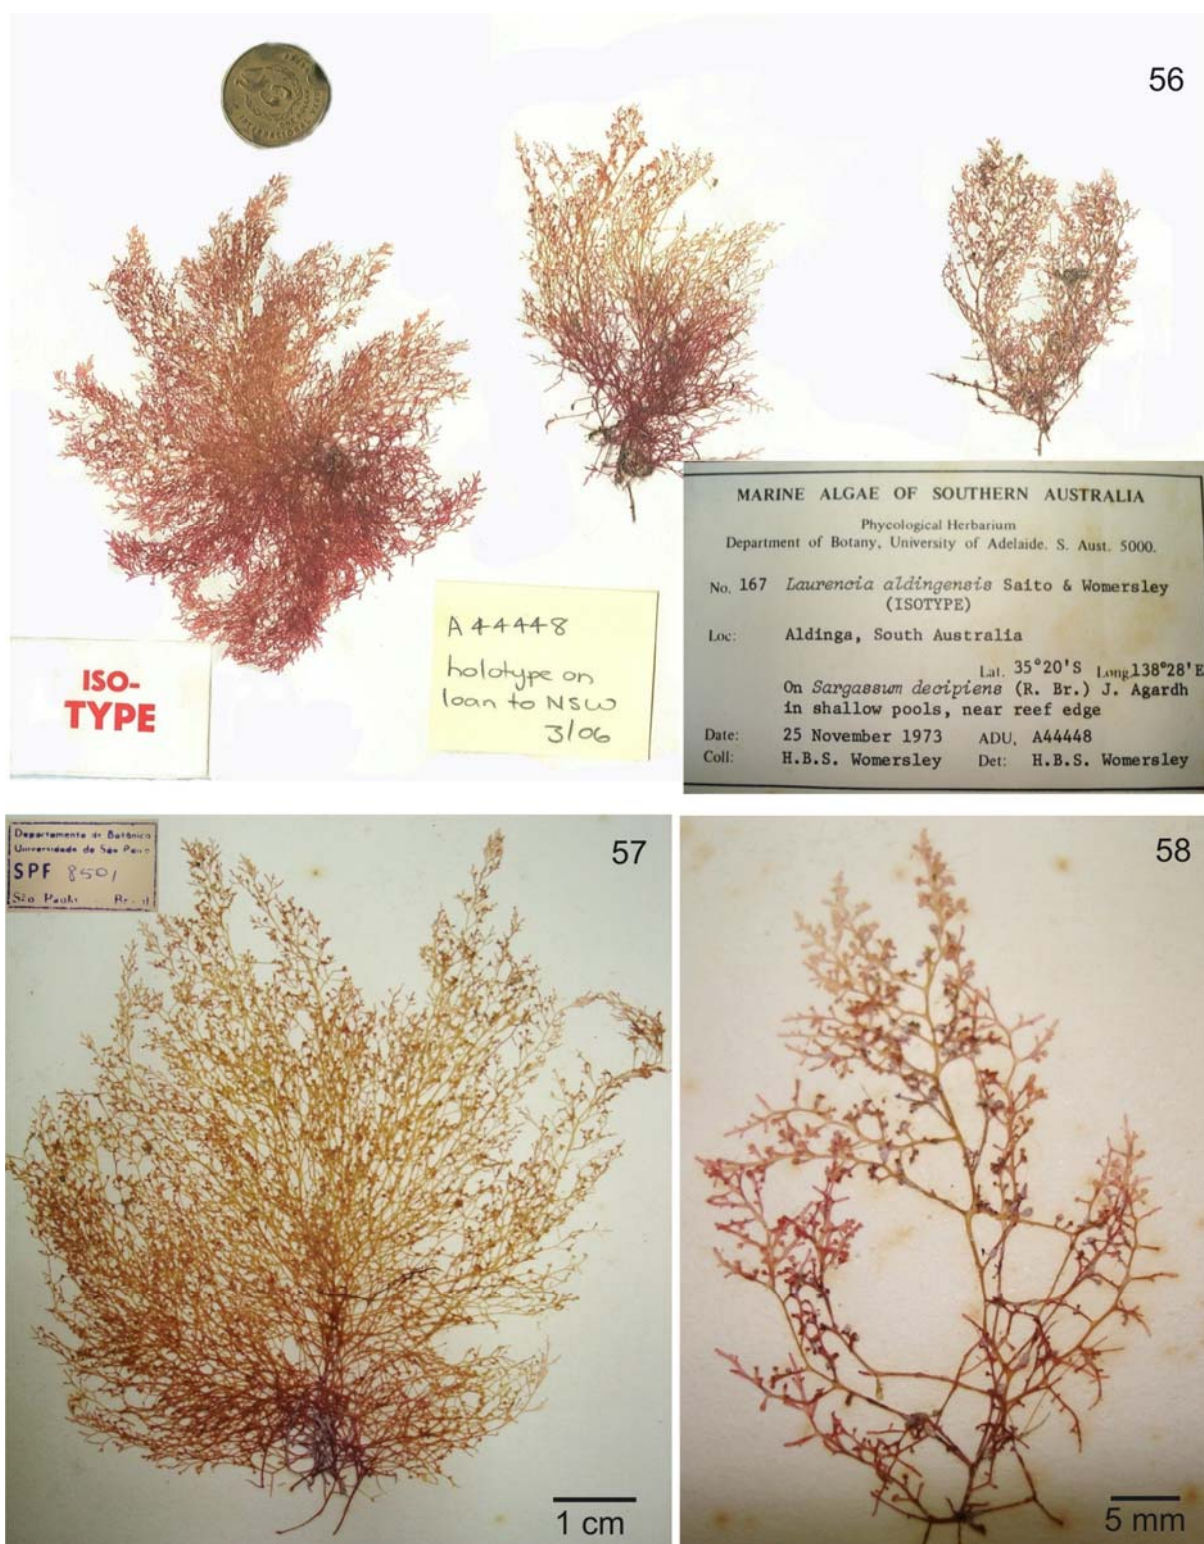 56
MARINE ALGAE OF SOUTHERN AUSTRALIA
Phycological Herbarium
Department of Botany, University of Adelaide. S. Aust. 5000.
No. 167 Laurencia aldingensis Saito & Womersley
(ISOTYPE)
Loc: Aldinga, South Australia
Lat. 35°20'S Long 138°28'E
On Sargassum decipiens (R. Br.) J. Agardh
in shallow pools, near reef edge
Date: 25 November 1973 ADU, A44448
Coll: H.B.S. Womersley Det: H.B.S. Womersley
A44448
holotype on
loan to NSW
3/06
ISO-
TYPE
Departamento de Botânica
Universidade de São Paulo
SPF 8501
São Paulo
57
1 cm
58
5 mm